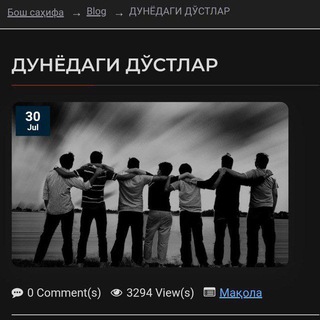 Бош саҳифа → Blog → ДУНЁДАГИ ДЎСТЛАР
ДУНЁДАГИ ДЎСТЛАР
30
Jul
0 Comment(s) 3294 View(s) Мақола